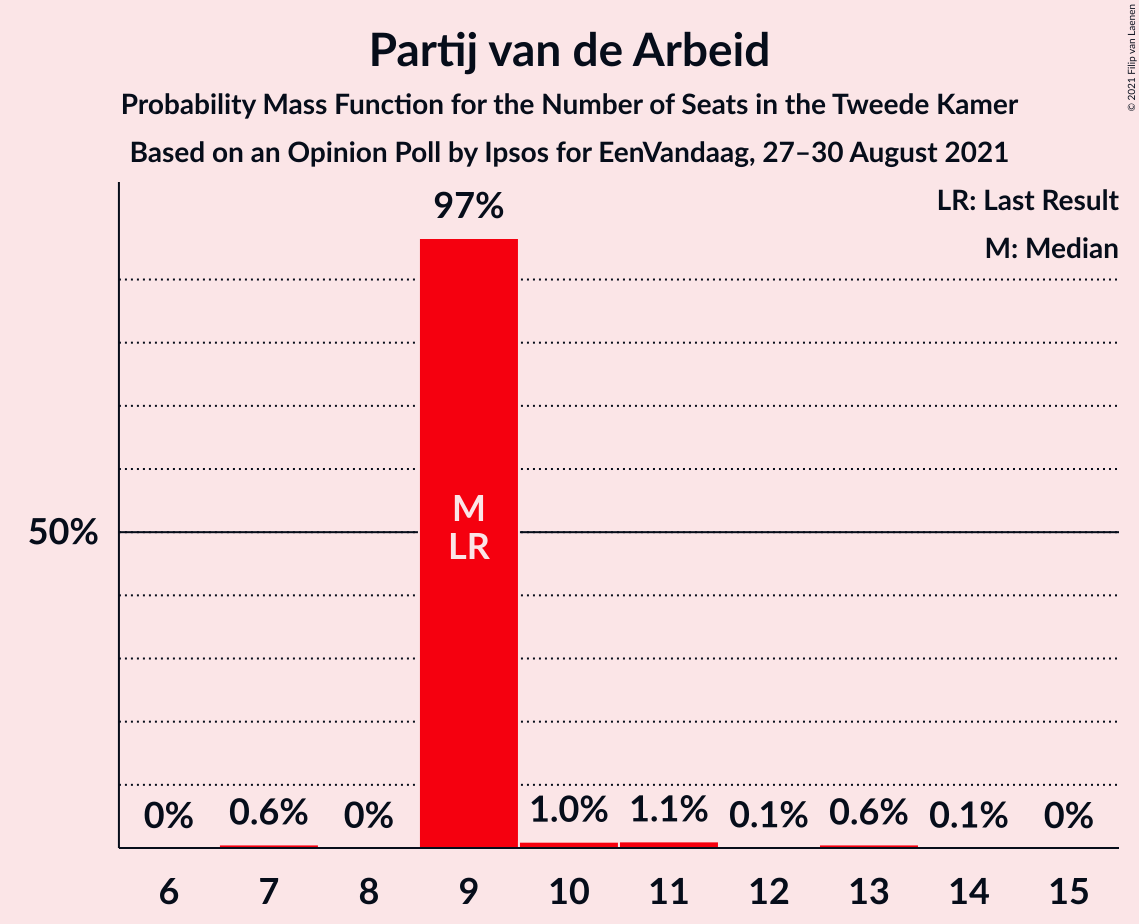 Partij van de Arbeid
Probability Mass Function for the Number of Seats in the Tweede Kamer
Based on an Opinion Poll by Ipsos for EenVandaag, 27–30 August 2021
© 2021 Filip van Laenen
LR: Last Result
M: Median
97%
M
LR
50%
0% 0.6% 0% 1.0% 1.1% 0.1% 0.6% 0.1% 0%
6 7 8 9 10 11 12 13 14 15